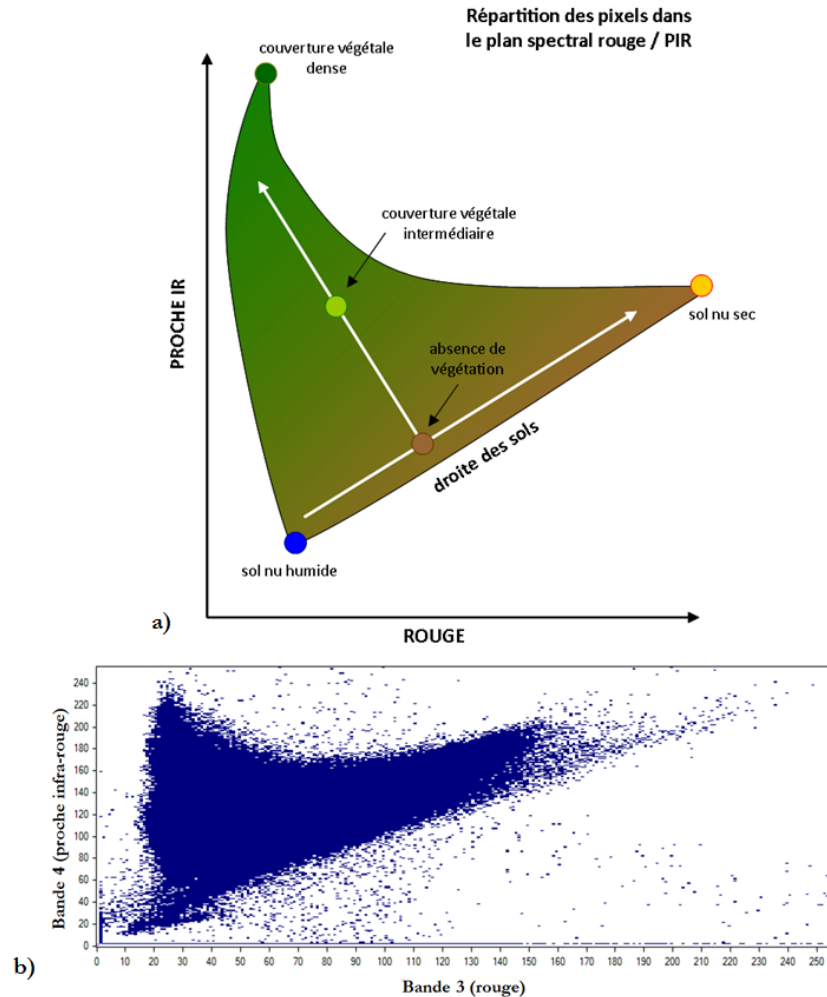 Répartition des pixels dans
le plan spectral rouge / PIR
couverture végétale
dense
couverture végétale
intermédiaire
sol nu sec
absence de
végétation
droite des sols
sol nu humide
PROCHE IR
ROUGE
a)
240
220
200
180
160
140
120
100
80
60
40
20
0
0 10 20 30 40 50 60 70 80 90 100 110 120 130 140 150 160 170 180 190 200 210 220 230 240 250
Bande 4 (proche infra-rouge)
Bande 3 (rouge)
b)